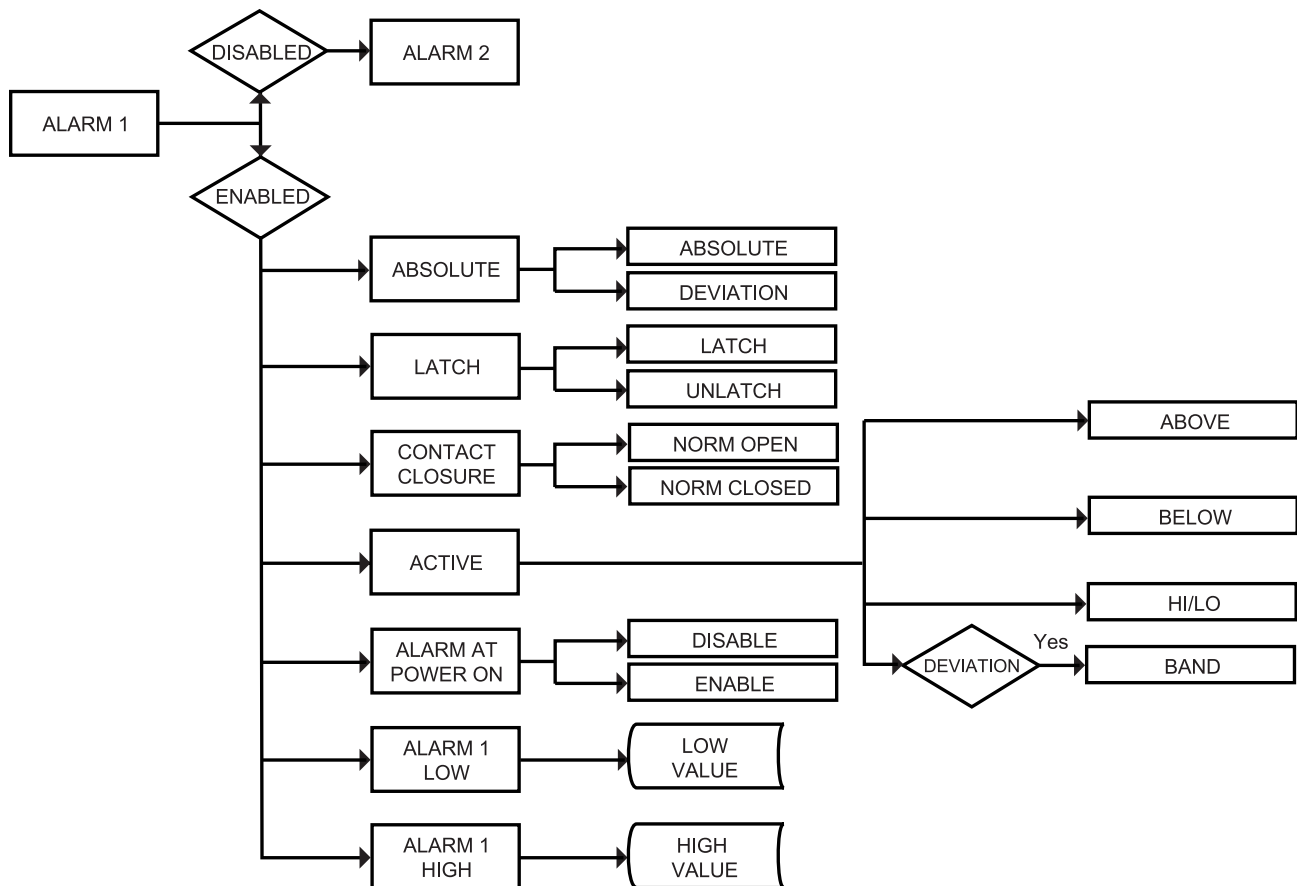 DISABLED
ALARM 2
ALARM 1
ENABLED
ABSOLUTE
ABSOLUTE
DEVIATION
LATCH
LATCH
UNLATCH
CONTACT
CLOSURE
NORM OPEN
NORM CLOSED
ACTIVE
ABOVE
BELOW
HI/LO
DEVIATION
Yes
BAND
ALARM AT
POWER ON
DISABLE
ENABLE
ALARM 1
LOW
LOW
VALUE
ALARM 1
HIGH
HIGH
VALUE